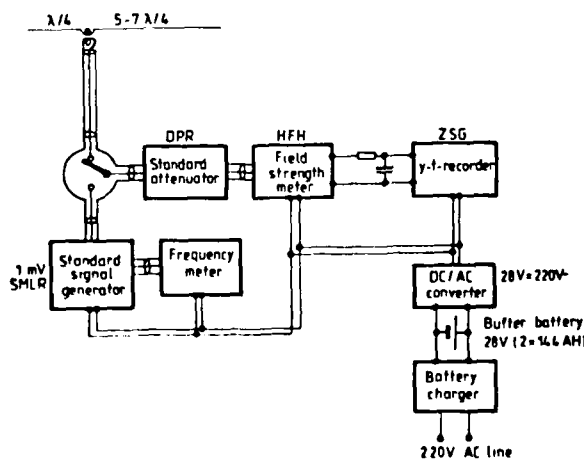 λ/4 5-7 λ/4
DPR
HFH
ZSG
Standard
attenuator
Field
strength
meter
y-t-recorder
1 mV
SMLR
Standard
signal
generator
Frequency
meter
DC/AC
converter
28V=220V~
Buffer battery
28V (2×144 AH)
Battery
charger
220V AC line